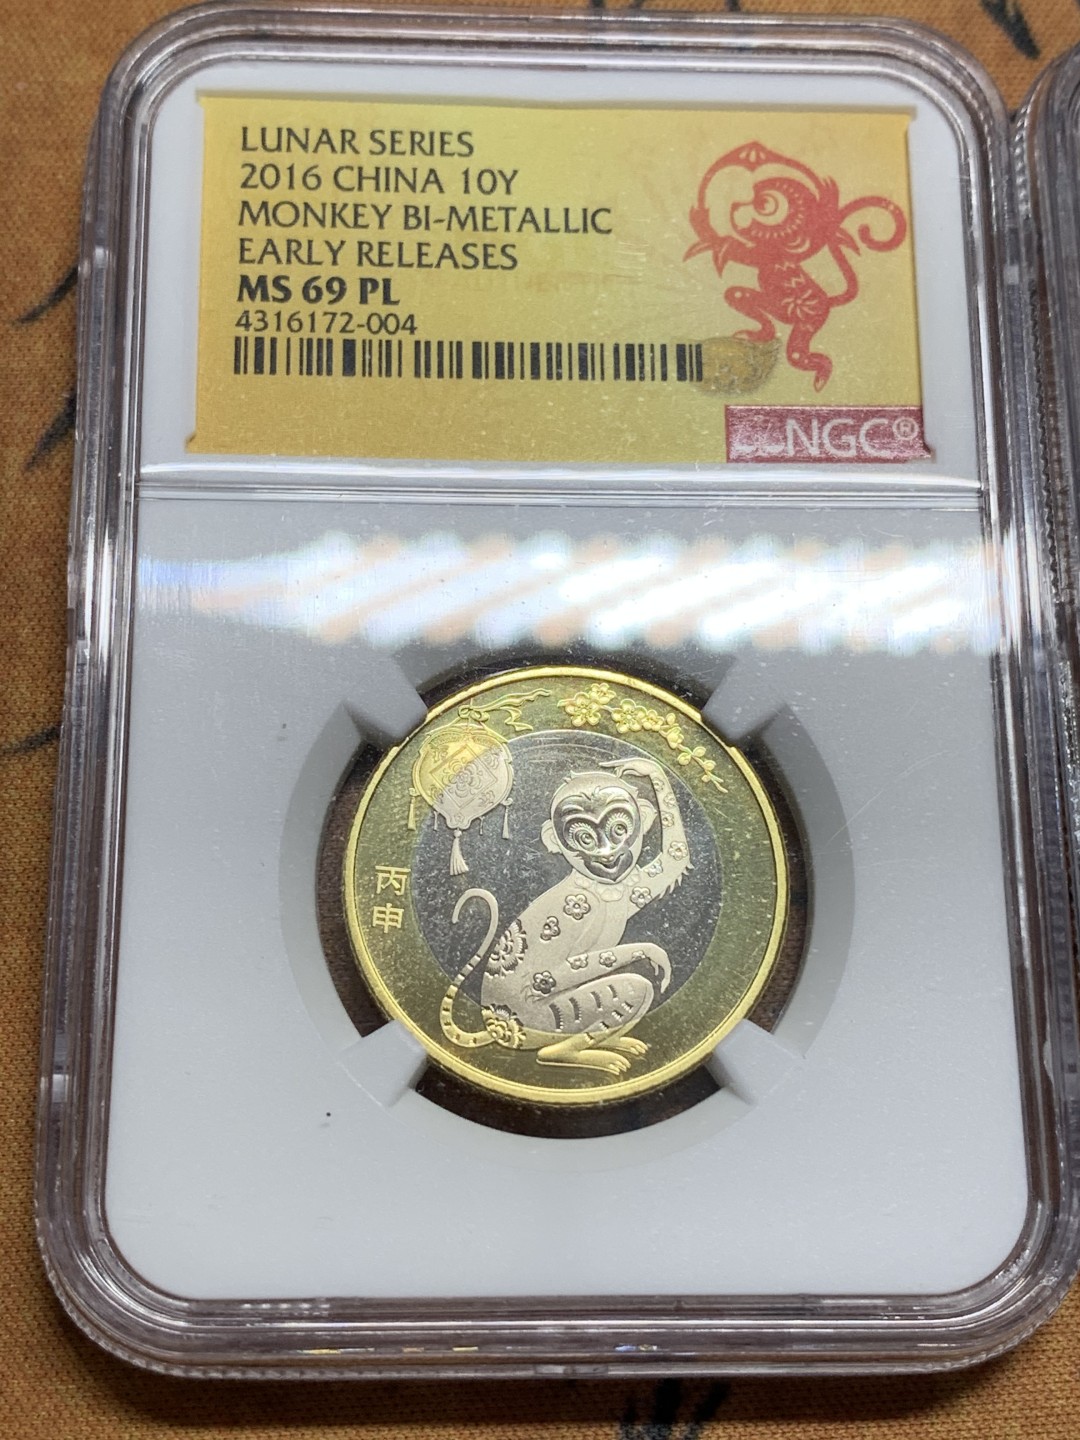 LUNAR SERIES
2016 CHINA 10Y
MONKEY BI-METALLIC
EARLY RELEASES
MS 69 PL
4316172-004
NGC®
丙
申